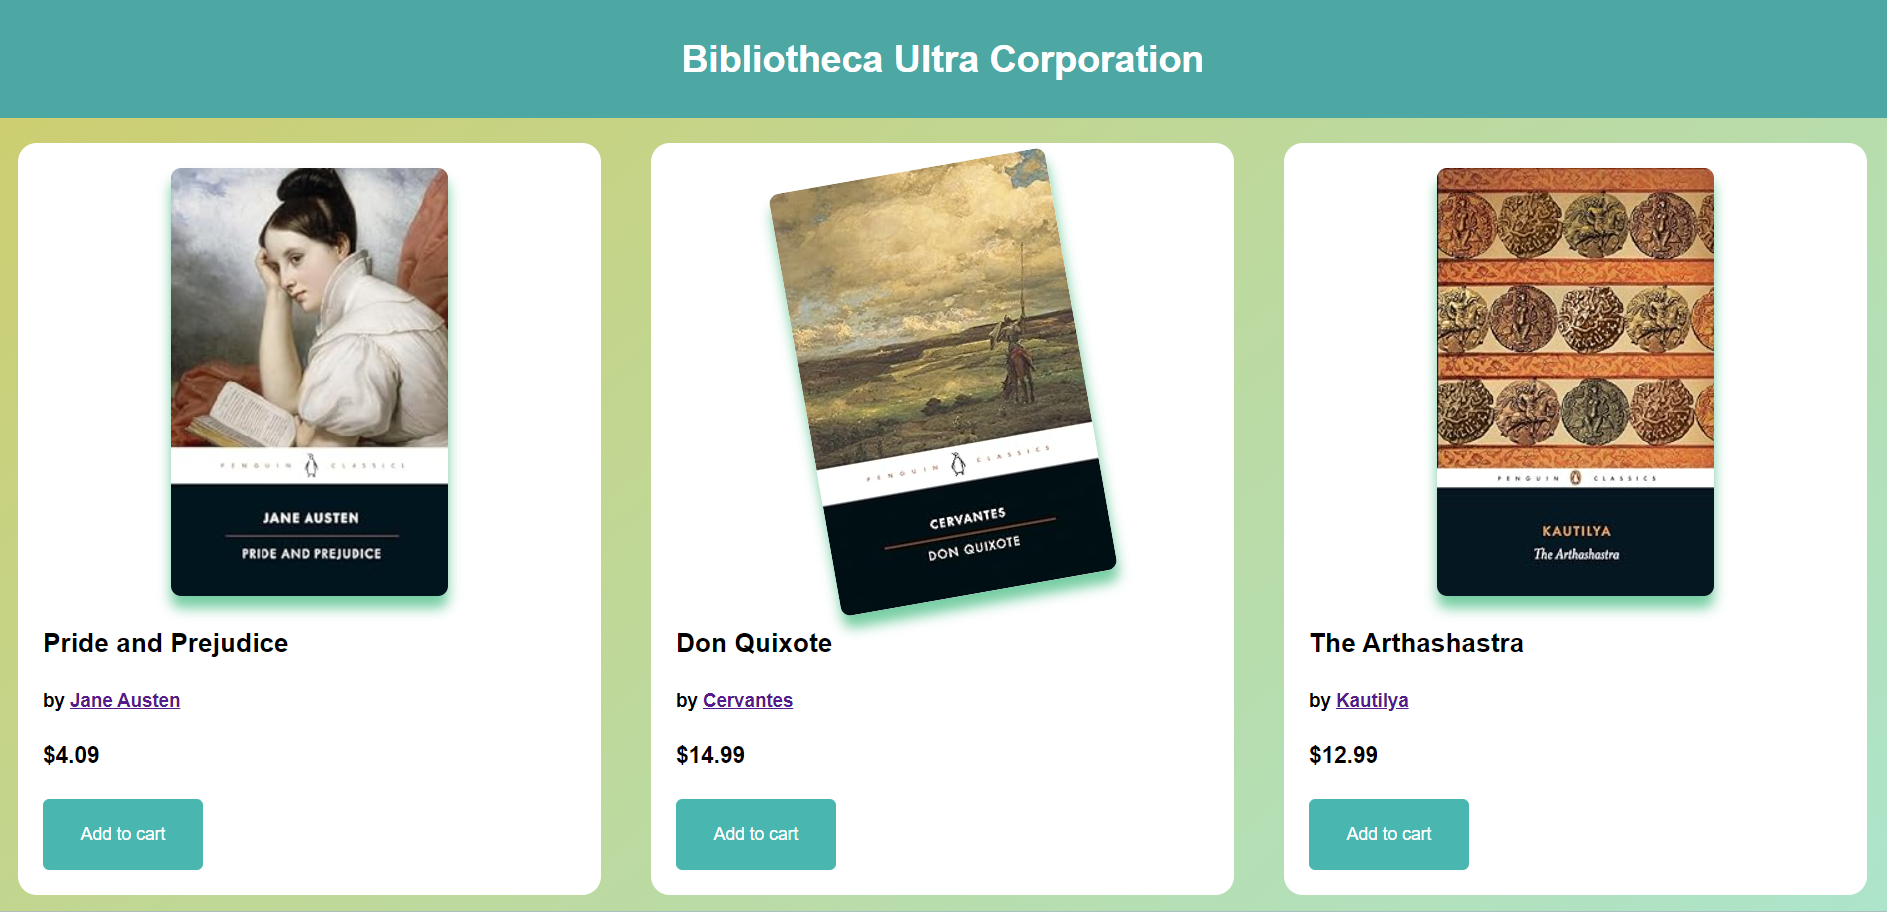 Bibliotheca Ultra Corporation
PENGUIN CLASSICS
JANE AUSTEN
PRIDE AND PREJUDICE
Pride and Prejudice
by Jane Austen
$4.09
Add to cart
PENGUIN CLASSICS
CERVANTES
DON QUIXOTE
Don Quixote
by Cervantes
$14.99
Add to cart
PENGUIN CLASSICS
KAUTILYA
The Arthashastra
The Arthashastra
by Kautilya
$12.99
Add to cart